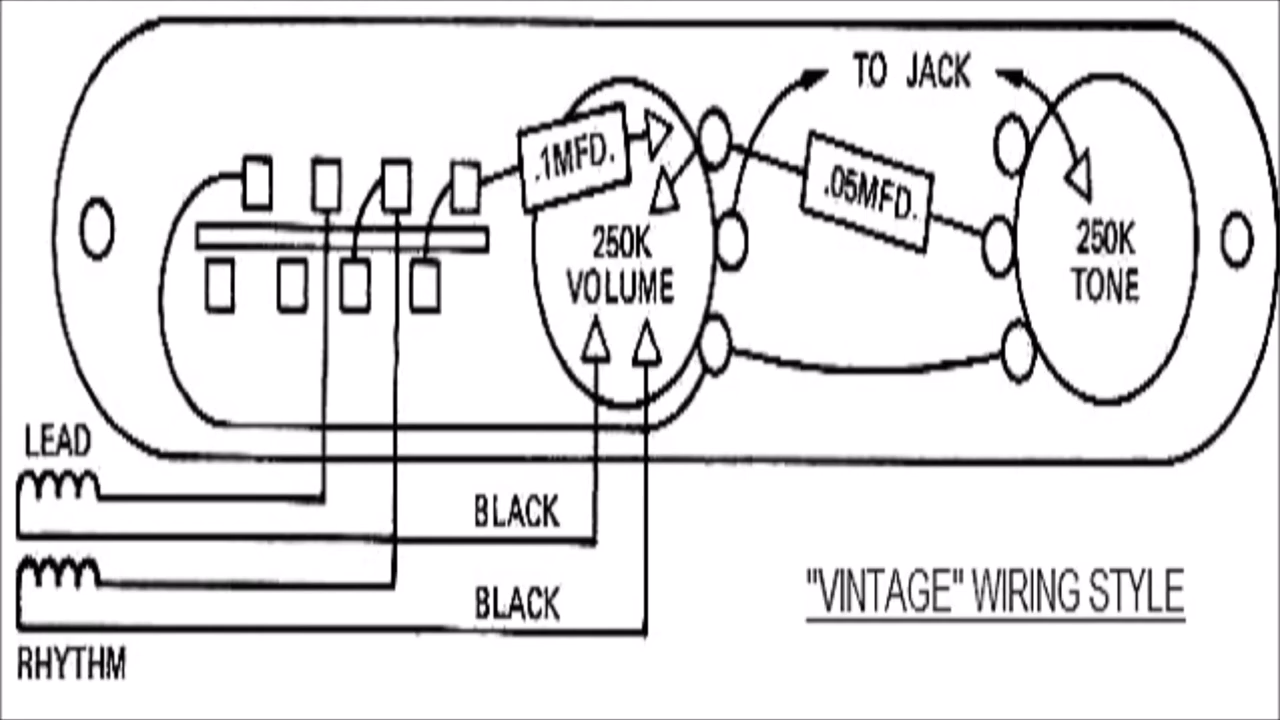 TO JACK
.1MFD.
.05MFD.
250K
VOLUME
250K
TONE
LEAD
BLACK
BLACK
"VINTAGE" WIRING STYLE
RHYTHM